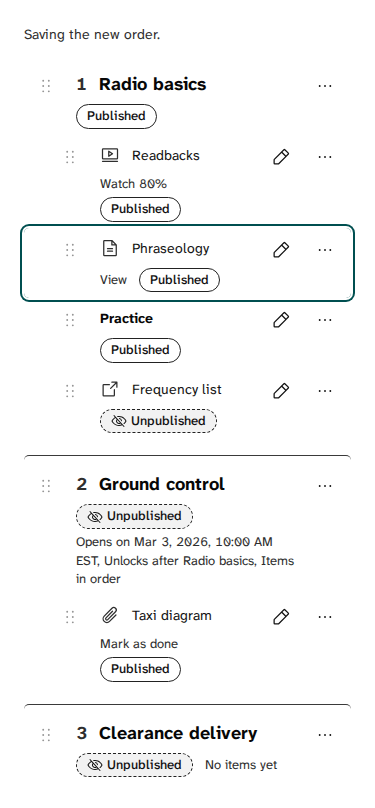 Saving the new order.
1 Radio basics
Published
Readbacks
Watch 80%
Published
Phraseology
View Published
Practice
Published
Frequency list
Unpublished
2 Ground control
Unpublished
Opens on Mar 3, 2026, 10:00 AM
EST, Unlocks after Radio basics, Items
in order
Taxi diagram
Mark as done
Published
3 Clearance delivery
Unpublished No items yet